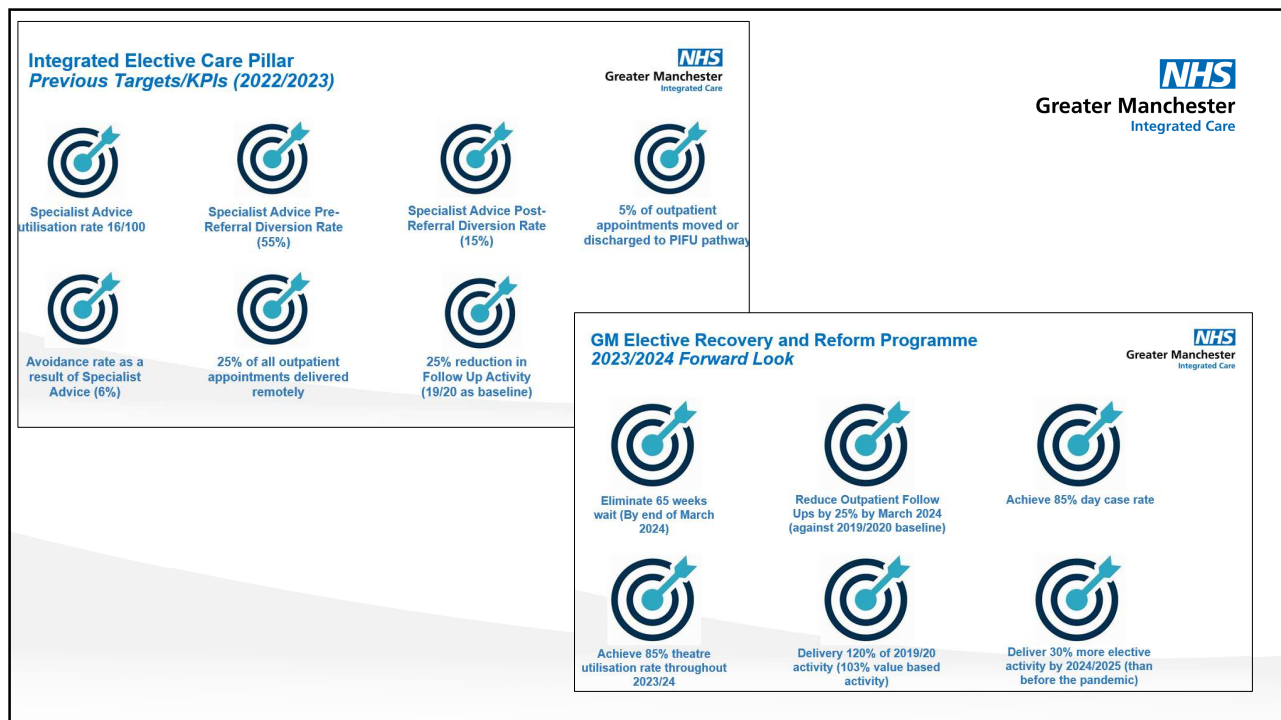 Integrated Elective Care Pillar
Previous Targets/KPIs (2022/2023)
NHS
Greater Manchester
Integrated Care
Specialist Advice
utilisation rate 16/100
Specialist Advice Pre-
Referral Diversion Rate
(55%)
Specialist Advice Post-
Referral Diversion Rate
(15%)
5% of outpatient
appointments moved or
discharged to PIFU pathway
Avoidance rate as a
result of Specialist
Advice (6%)
25% of all outpatient
appointments delivered
remotely
25% reduction in
Follow Up Activity
(19/20 as baseline)
NHS
Greater Manchester
Integrated Care
GM Elective Recovery and Reform Programme
2023/2024 Forward Look
NHS
Greater Manchester
Integrated Care
Eliminate 65 weeks
wait (By end of March
2024)
Reduce Outpatient Follow
Ups by 25% by March 2024
(against 2019/2020 baseline)
Achieve 85% day case rate
Achieve 85% theatre
utilisation rate throughout
2023/24
Delivery 120% of 2019/20
activity (103% value based
activity)
Deliver 30% more elective
activity by 2024/2025 (than
before the pandemic)